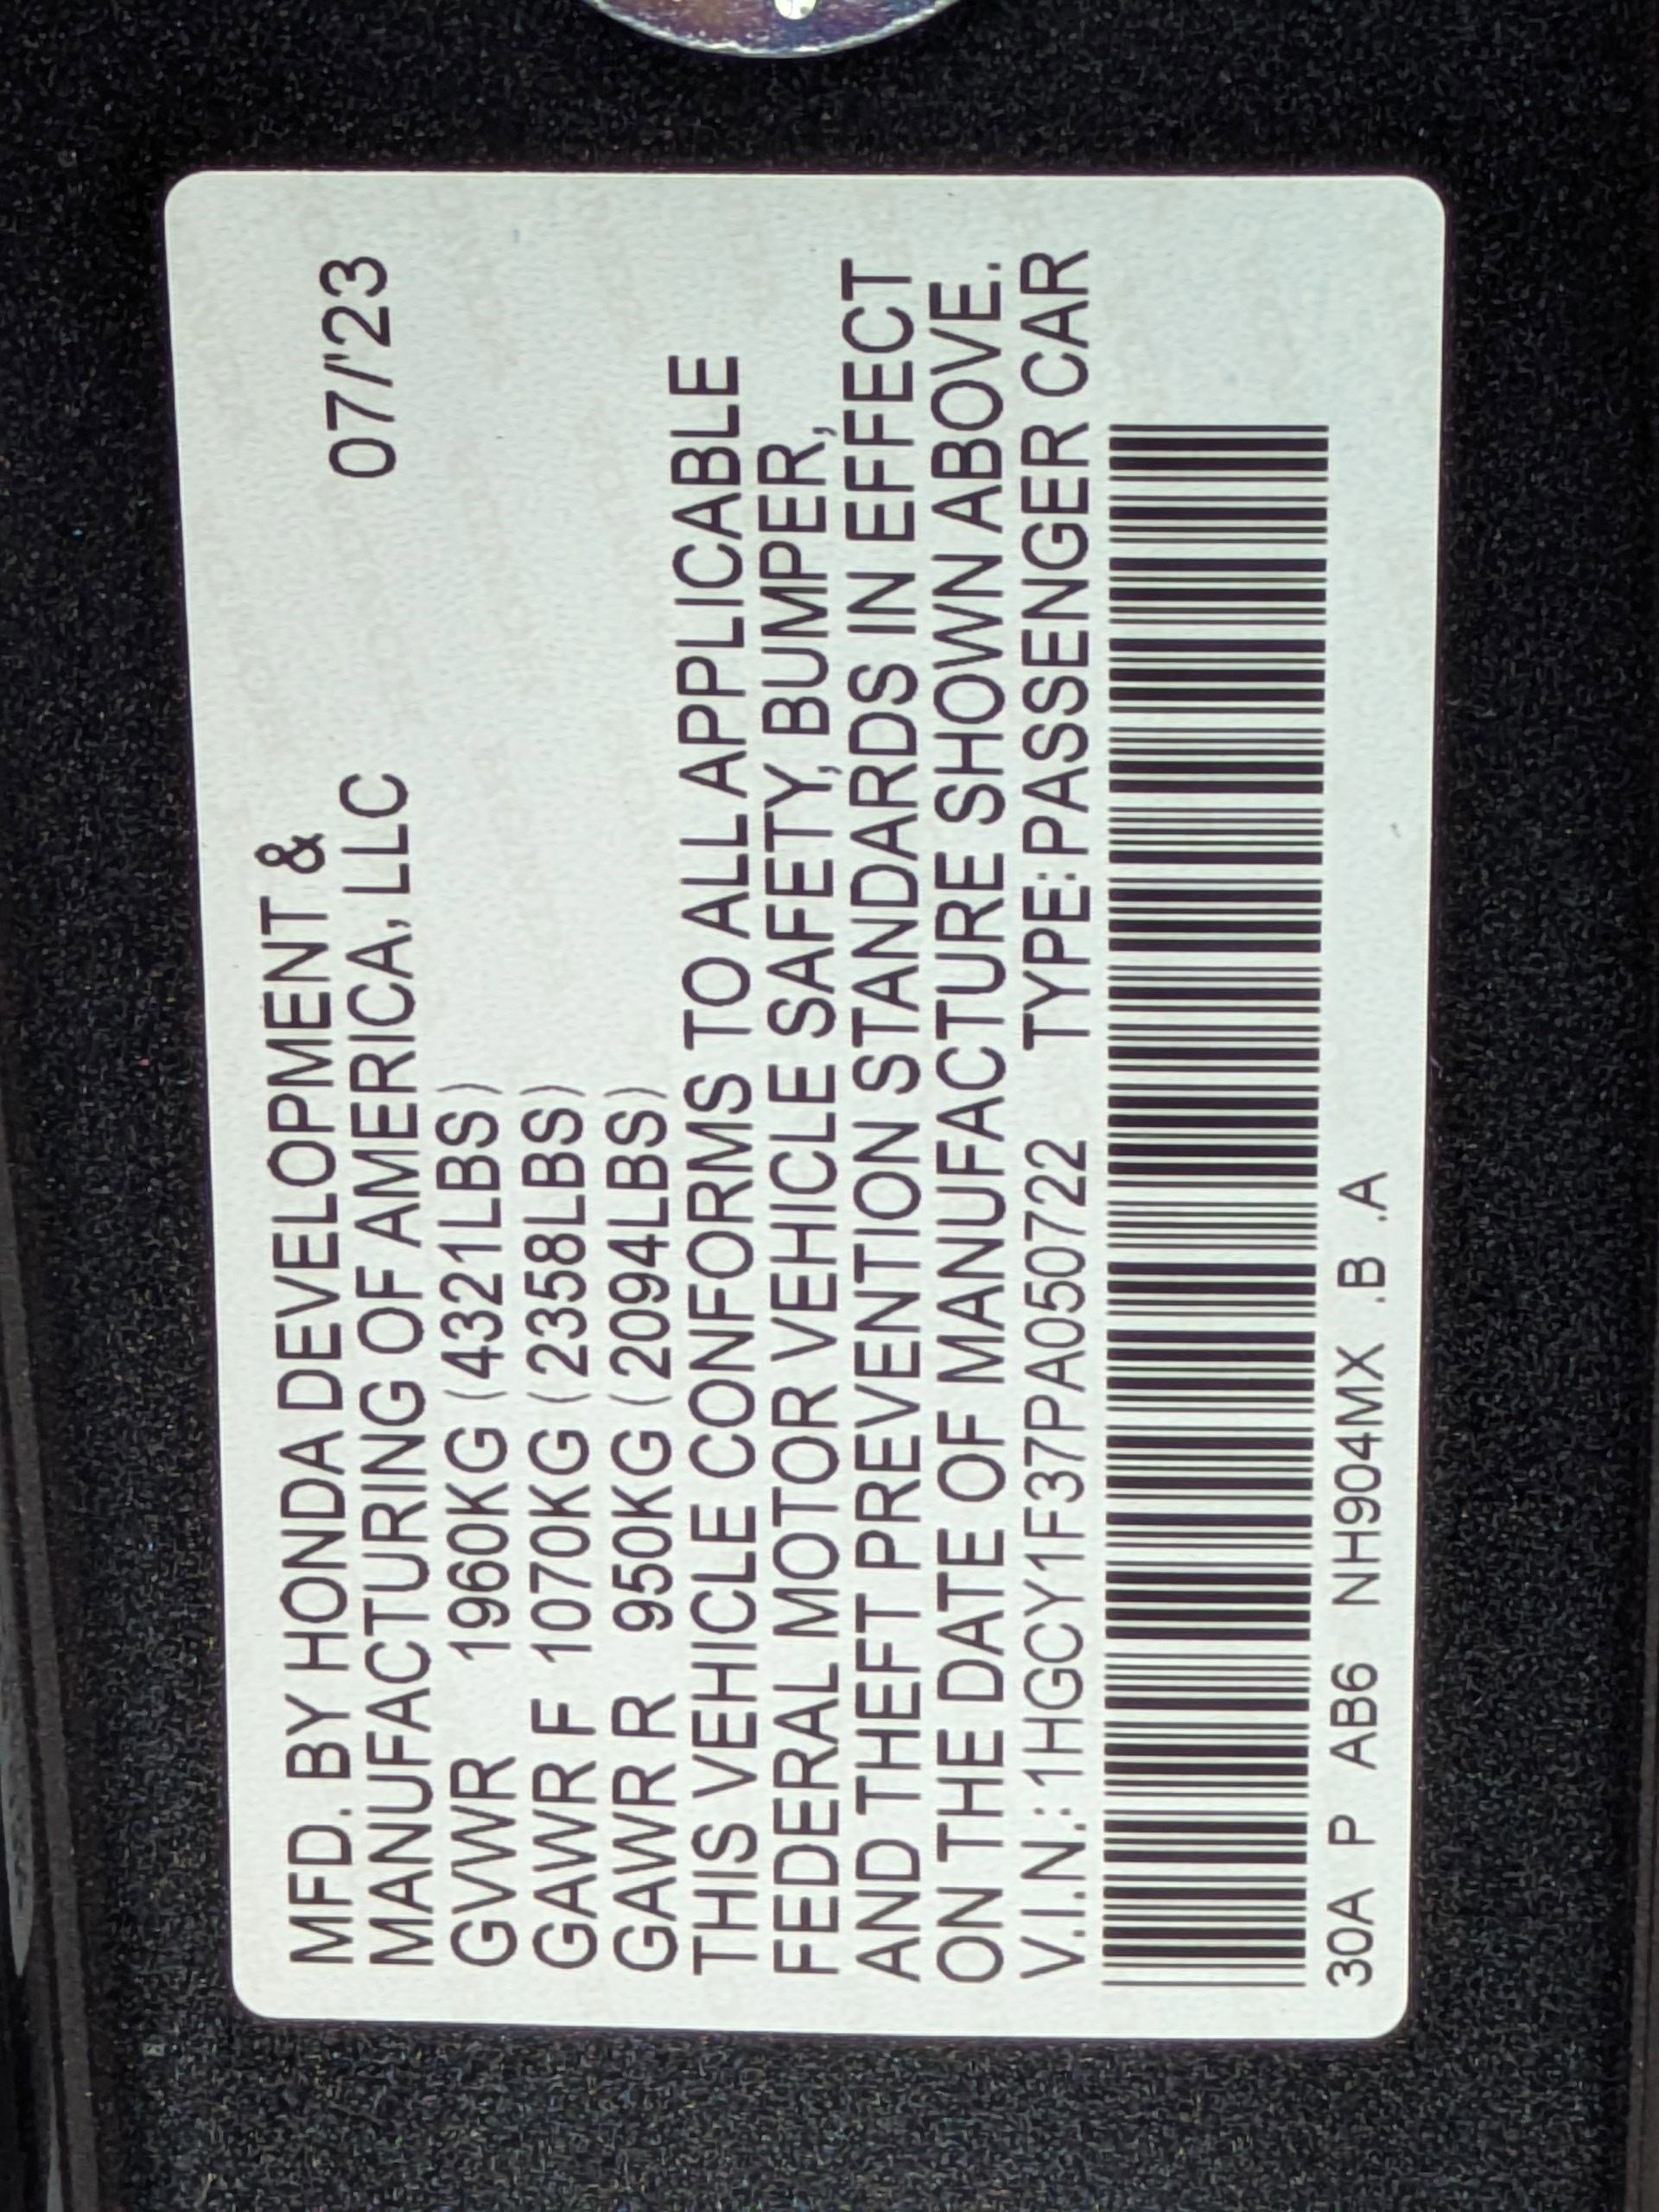 MFD. BY HONDA DEVELOPMENT &
MANUFACTURING OF AMERICA, LLC 07/'23
GVWR 1960KG (4321LBS)
GAWR F 1070KG (2358LBS)
GAWR R 950KG (2094LBS)
THIS VEHICLE CONFORMS TO ALL APPLICABLE
FEDERAL MOTOR VEHICLE SAFETY, BUMPER,
AND THEFT PREVENTION STANDARDS IN EFFECT
ON THE DATE OF MANUFACTURE SHOWN ABOVE.
V.I.N.: 1HGCY1F37PA050722 TYPE: PASSENGER CAR
30A P AB6 NH904MX .B .A